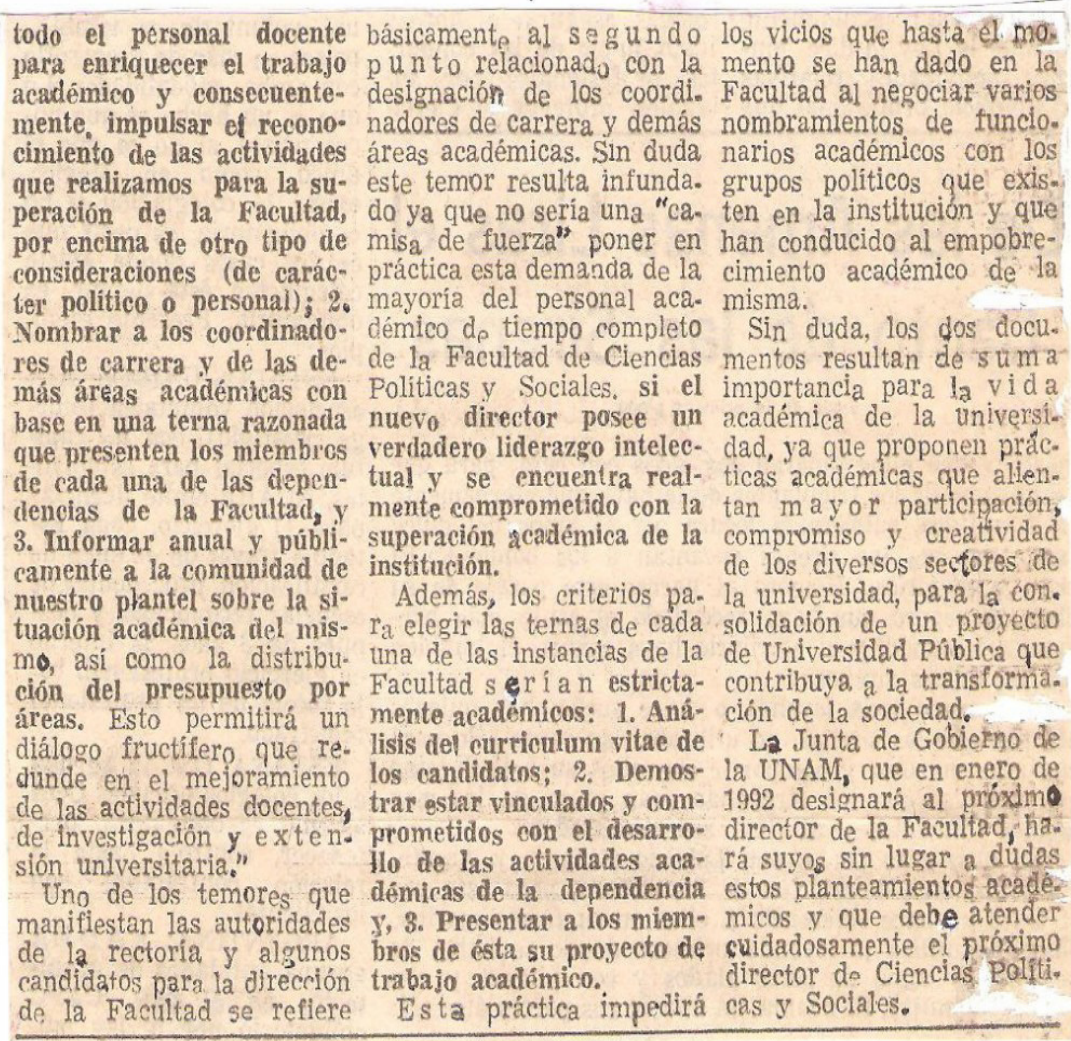 todo el personal docente
para enriquecer el trabajo
académico y consecuente-
mente, impulsar el recono-
cimiento de las actividades
que realizamos para la su-
peración de la Facultad,
por encima de otro tipo de
consideraciones (de carác-
ter político o personal); 2.
Nombrar a los coordinado-
res de carrera y de las de-
más áreas académicas con
base en una terna razonada
que presenten los miembros
de cada una de las depen-
dencias de la Facultad, y
3. Informar anual y públi-
camente a la comunidad de
nuestro plantel sobre la si-
tuación académica del mis-
mo, así como la distribu-
ción del presupuesto por
áreas. Esto permitirá un
diálogo fructífero que re-
dunde en el mejoramiento
de las actividades docentes,
de investigación y exten-
sión universitaria."
Uno de los temores que
manifiestan las autoridades
de la rectoría y algunos
candidatos para la dirección
de la Facultad se refiere
básicamente al segundo
punto relacionado con la
designación de los coordi-
nadores de carrera y demás
áreas académicas. Sin duda
este temor resulta infunda-
do ya que no sería una "ca-
misa de fuerza" poner en
práctica esta demanda de la
mayoría del personal aca-
démico de tiempo completo
de la Facultad de Ciencias
Políticas y Sociales, si el
nuevo director posee un
verdadero liderazgo intelec-
tual y se encuentra real-
mente comprometido con la
superación académica de la
institución.
Además, los criterios pa-
ra elegir las ternas de cada
una de las instancias de la
Facultad serían estricta-
mente académicos: 1. Aná-
lisis del curriculum vitae de
los candidatos; 2. Demos-
trar estar vinculados y com-
prometidos con el desarro-
llo de las actividades aca-
démicas de la dependencia
y, 3. Presentar a los miem-
bros de ésta su proyecto de
trabajo académico.
Esta práctica impedirá
los vicios que hasta el mo-
mento se han dado en la
Facultad al negociar varios
nombramientos de funcio-
narios académicos con los
grupos políticos que exis-
ten en la institución y que
han conducido al empobre-
cimiento académico de la
misma.
Sin duda, los dos docu-
mentos resultan de suma
importancia para la vida
académica de la universi-
dad, ya que proponen prác-
ticas académicas que alien-
tan mayor participación,
compromiso y creatividad
de los diversos sectores de
la universidad, para la con-
solidación de un proyecto
de Universidad Pública que
contribuya a la transforma-
ción de la sociedad.
La Junta de Gobierno de
la UNAM, que en enero de
1992 designará al próximo
director de la Facultad, ha-
rá suyos sin lugar a dudas
estos planteamientos acadé-
micos y que debe atender
cuidadosamente el próximo
director de Ciencias Políti-
cas y Sociales.